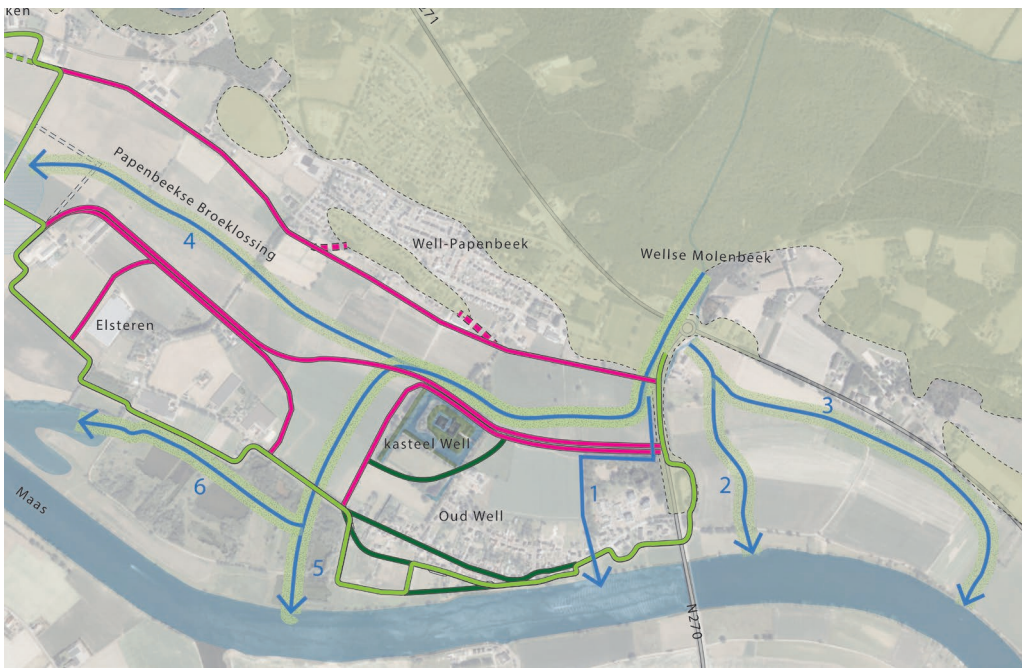 ken
271
Papenbeekse Broeklossing
4
Well-Papenbeek
Wellse Molenbeek
Elsteren
3
kasteel Well
6
1
2
Maas
Oud Well
5
N270